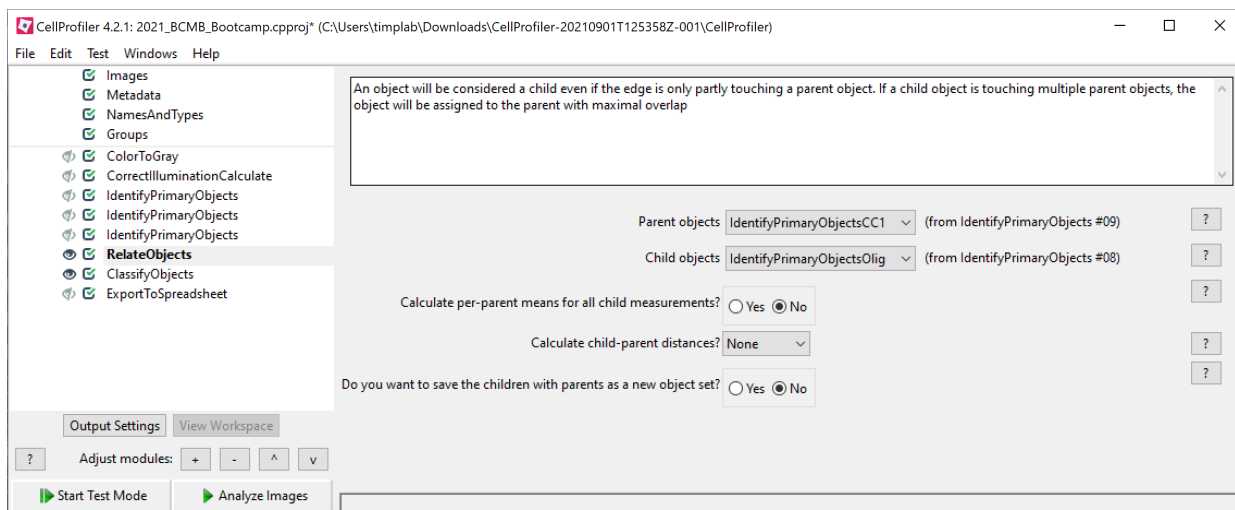 CellProfiler 4.2.1: 2021_BCMB_Bootcamp.cpproj* (C:\Users\timplab\Downloads\CellProfiler-20210901T125358Z-001\CellProfiler)
File Edit Test Windows Help
Images
Metadata
NamesAndTypes
Groups
ColorToGray
CorrectIlluminationCalculate
IdentifyPrimaryObjects
IdentifyPrimaryObjects
IdentifyPrimaryObjects
RelateObjects
ClassifyObjects
ExportToSpreadsheet
Output Settings View Workspace
? Adjust modules: + - ^ v
Start Test Mode Analyze Images
An object will be considered a child even if the edge is only partly touching a parent object. If a child object is touching multiple parent objects, the
object will be assigned to the parent with maximal overlap
Parent objects IdentifyPrimaryObjectsCC1 (from IdentifyPrimaryObjects #09) ?
Child objects IdentifyPrimaryObjectsOlig (from IdentifyPrimaryObjects #08) ?
Calculate per-parent means for all child measurements? Yes No ?
Calculate child-parent distances? None ?
Do you want to save the children with parents as a new object set? Yes No ?